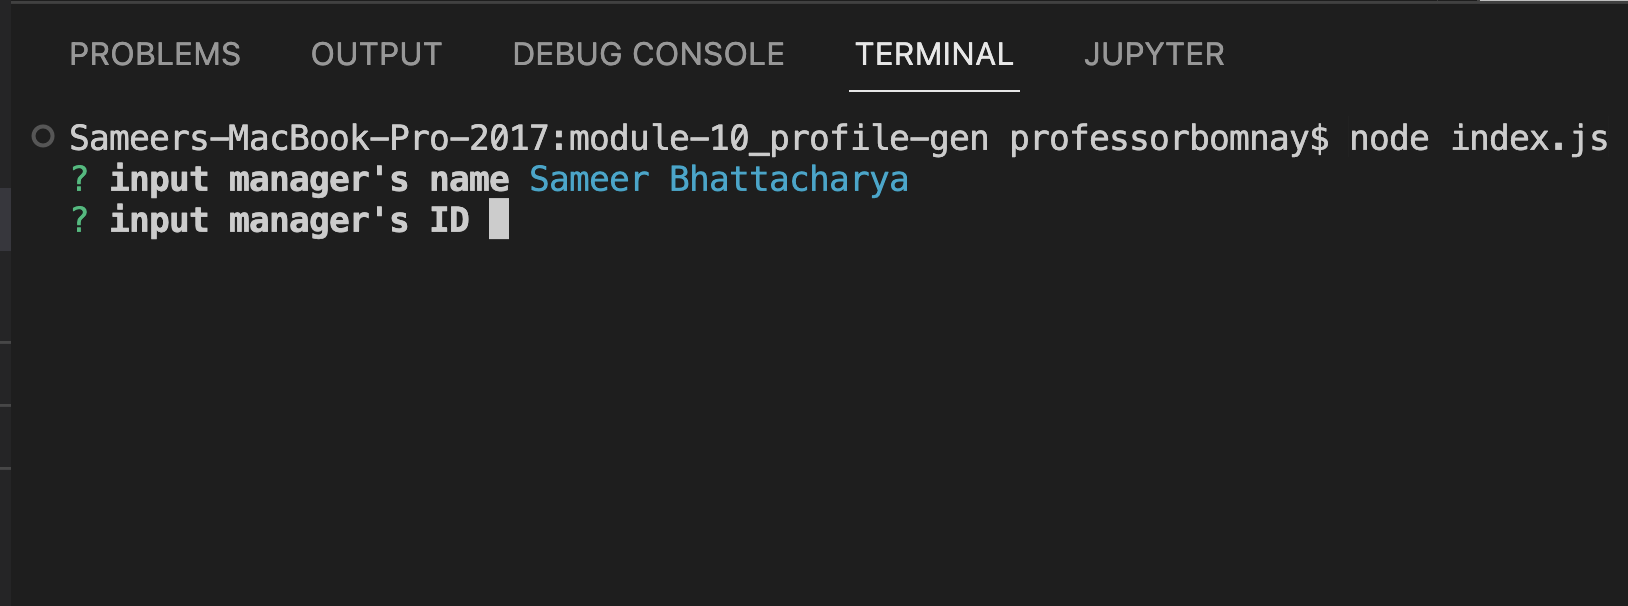 PROBLEMS OUTPUT DEBUG CONSOLE TERMINAL JUPYTER
Sameers-MacBook-Pro-2017:module-10_profile-gen professorbomnay$ node index.js
? input manager's name Sameer Bhattacharya
? input manager's ID